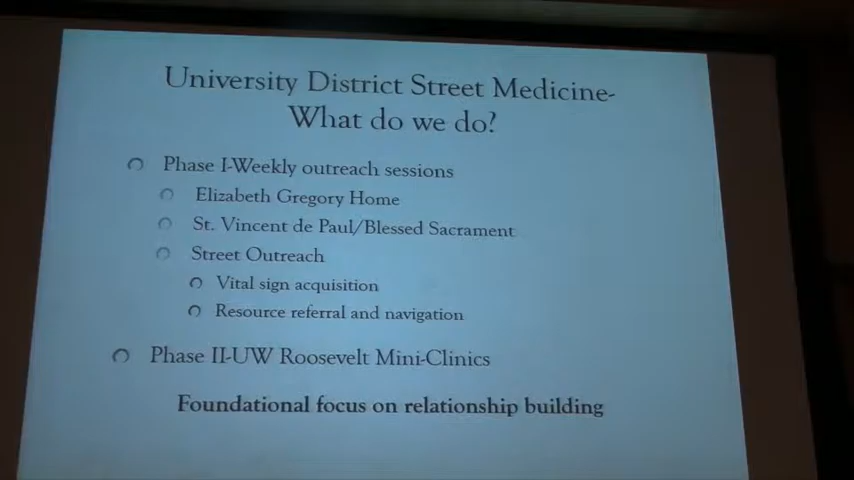 University District Street Medicine-
What do we do?
Phase I-Weekly outreach sessions
Elizabeth Gregory Home
St. Vincent de Paul/Blessed Sacrament
Street Outreach
Vital sign acquisition
Resource referral and navigation
Phase II-UW Roosevelt Mini-Clinics
Foundational focus on relationship building